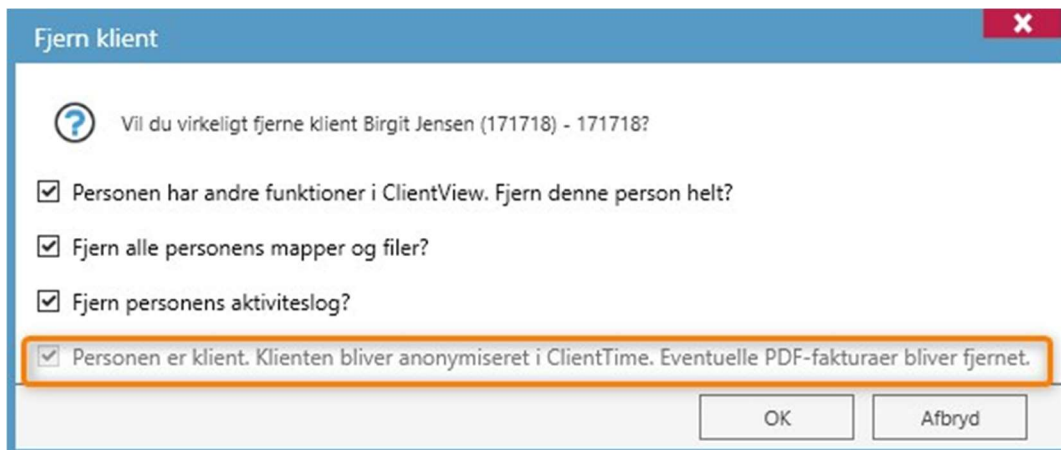 Fjern klient
Vil du virkeligt fjerne klient Birgit Jensen (171718) - 171718?
Personen har andre funktioner i ClientView. Fjern denne person helt?
Fjern alle personens mapper og filer?
Fjern personens aktiviteslog?
Personen er klient. Klienten bliver anonymiseret i ClientTime. Eventuelle PDF-fakturaer bliver fjernet.
OK
Afbryd